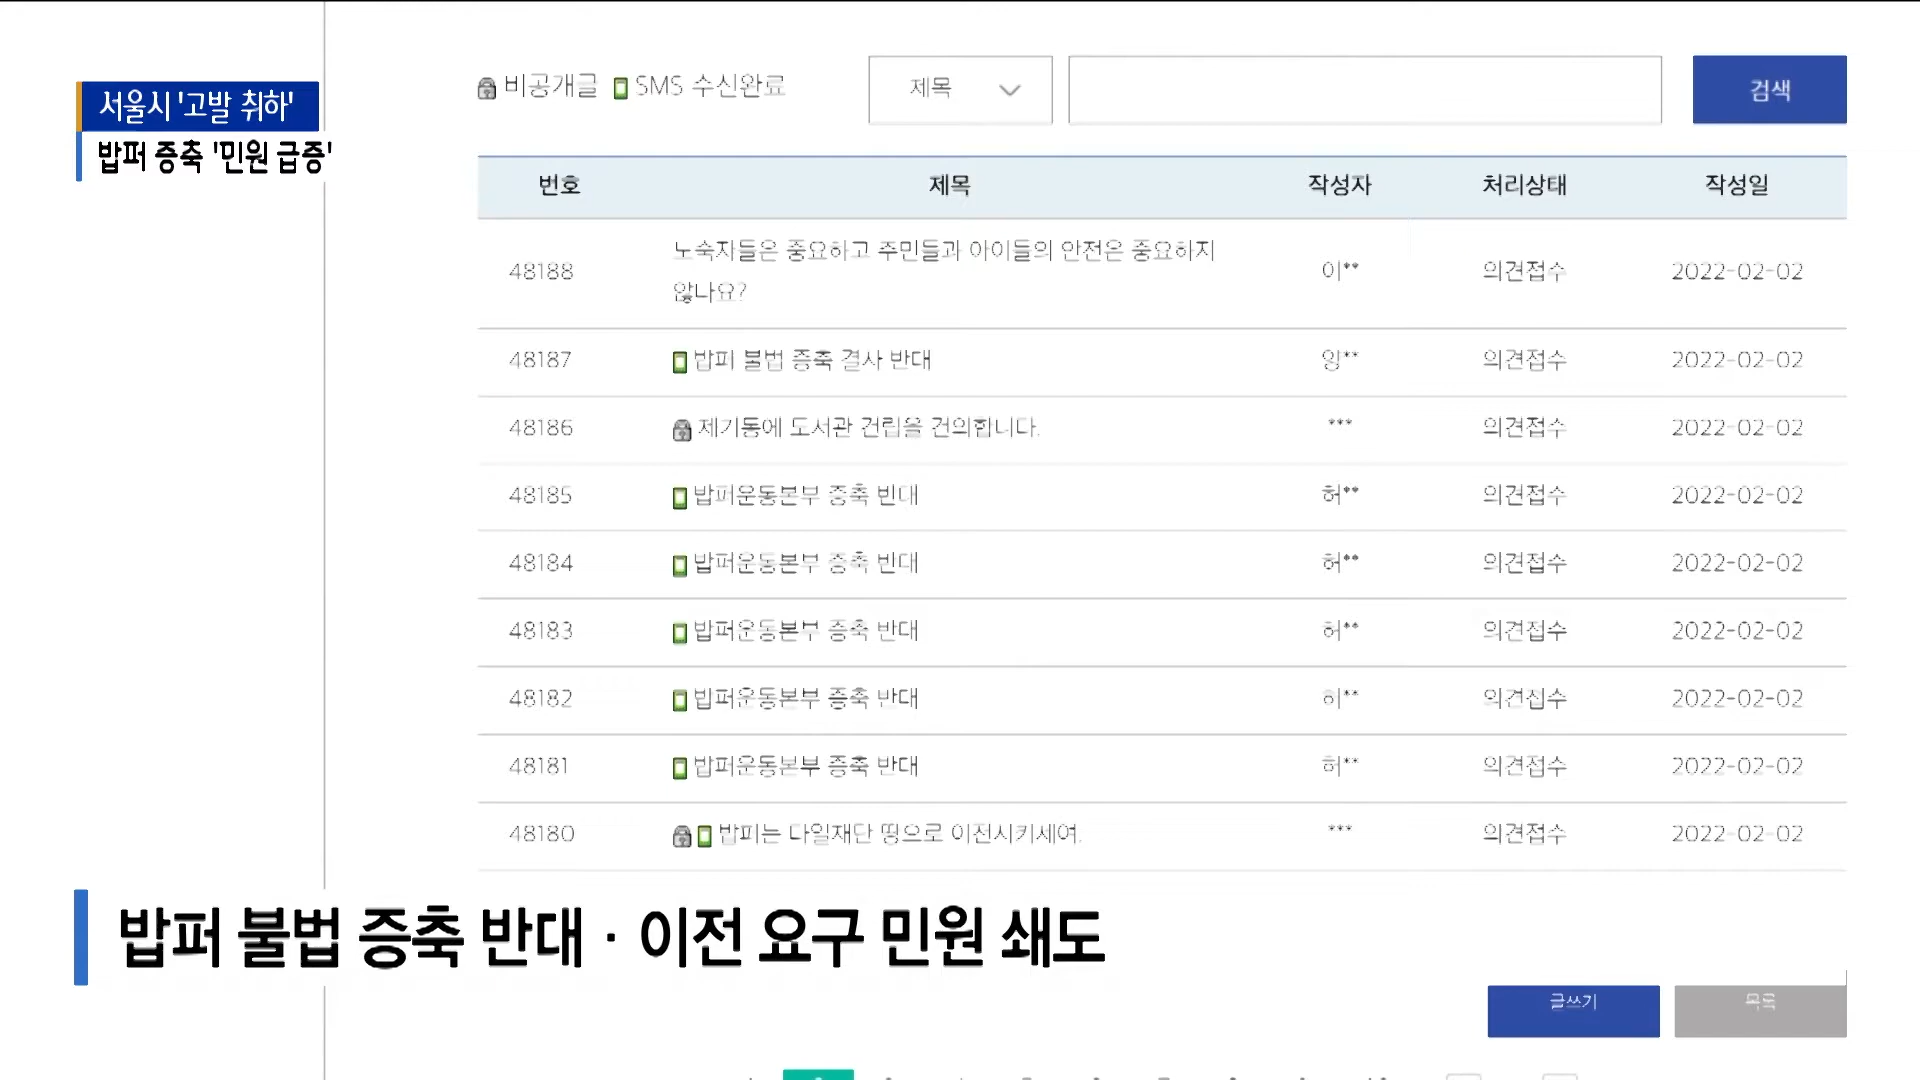 서울시 '고발 취하'
밥퍼 증축 '민원 급증'
비공개글 SMS 수신완료 제목 검색
번호 제목 작성자 처리상태 작성일
48188 노숙자들은 중요하고 주민들과 아이들의 안전은 중요하지 이** 의견접수 2022-02-02
않나요?
48187 밥퍼 불법 증축 결사 반대 양** 의견접수 2022-02-02
48186 제기동에 도서관 건립을 건의합니다. *** 의견접수 2022-02-02
48185 밥퍼운동본부 증축 반대 허** 의견접수 2022-02-02
48184 밥퍼운동본부 증축 반대 허** 의견접수 2022-02-02
48183 밥퍼운동본부 증축 반대 허** 의견접수 2022-02-02
48182 밥퍼운동본부 증축 반대 허** 의견접수 2022-02-02
48181 밥퍼운동본부 증축 반대 허** 의견접수 2022-02-02
48180 밥퍼는 다일재단 땅으로 이전시키세여. *** 의견접수 2022-02-02
밥퍼 불법 증축 반대 · 이전 요구 민원 쇄도
글쓰기 목록